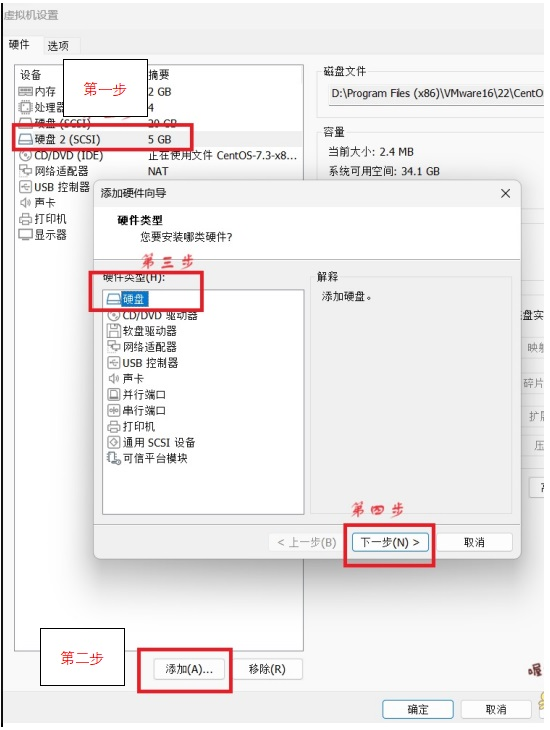 虚拟机设置
硬件 选项
设备 摘要
内存 2 GB
第一步
处理器 4
硬盘 (SCSI) 20 GB
硬盘 2 (SCSI) 5 GB
CD/DVD (IDE) 正在使用文件 CentOS-7.3-x8...
网络适配器 NAT
USB 控制器
声卡
打印机
显示器
磁盘文件
D:\Program Files (x86)\VMware16\22\CentO
容量
当前大小: 2.4 MB
系统可用空间: 34.1 GB
添加硬件向导
硬件类型
您要安装哪类硬件?
第三步
硬件类型(H):
硬盘
CD/DVD 驱动器
软盘驱动器
网络适配器
USB 控制器
声卡
并行端口
串行端口
打印机
通用 SCSI 设备
可信平台模块
解释
添加硬盘。
第四步
< 上一步(B) 下一步(N) > 取消
盘实
映射
碎片
扩展
压
第二步
添加(A)... 移除(R)
喔
确定 取消